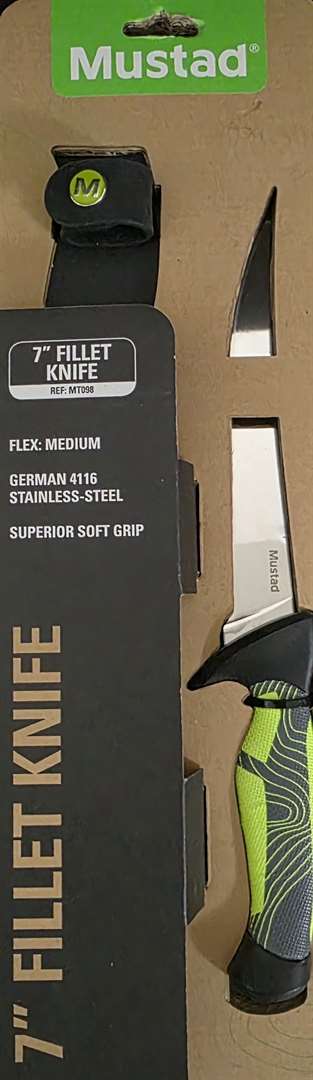 Mustad®
M
7” FILLET
KNIFE
REF: MT098
FLEX: MEDIUM
GERMAN 4116
STAINLESS-STEEL
SUPERIOR SOFT GRIP
Mustad
7” FILLET KNIFE